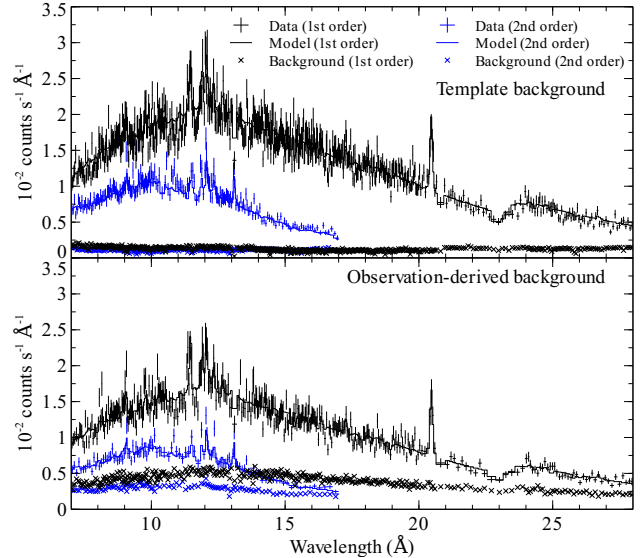 3.5
3
2.5
2
1.5
1
0.5
0
Data (1st order)
Model (1st order)
Background (1st order)
Data (2nd order)
Model (2nd order)
Background (2nd order)
Template background
10⁻² counts s⁻¹ Å⁻¹
3.5
3
2.5
2
1.5
1
0.5
0
Observation-derived background
10⁻² counts s⁻¹ Å⁻¹
10 15 20 25
Wavelength (Å)